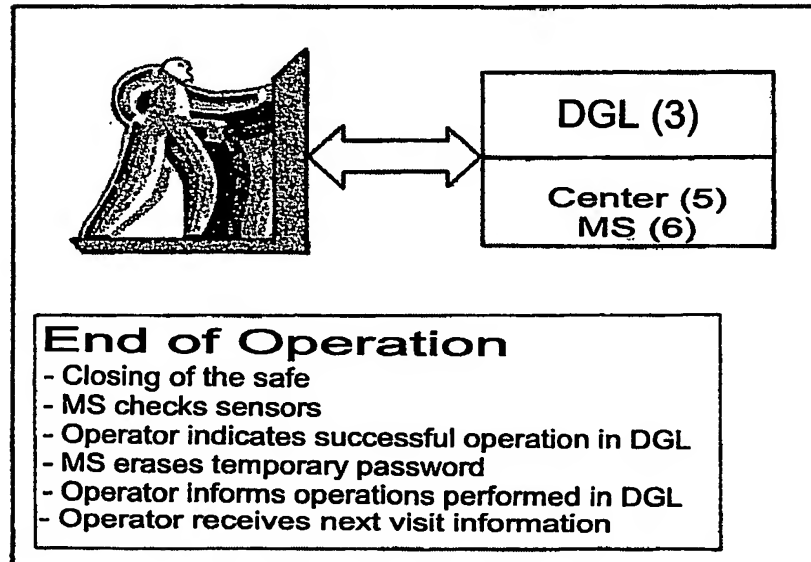 DGL (3)
Center (5)
MS (6)
End of Operation
- Closing of the safe
- MS checks sensors
- Operator indicates successful operation in DGL
- MS erases temporary password
- Operator informs operations performed in DGL
- Operator receives next visit information